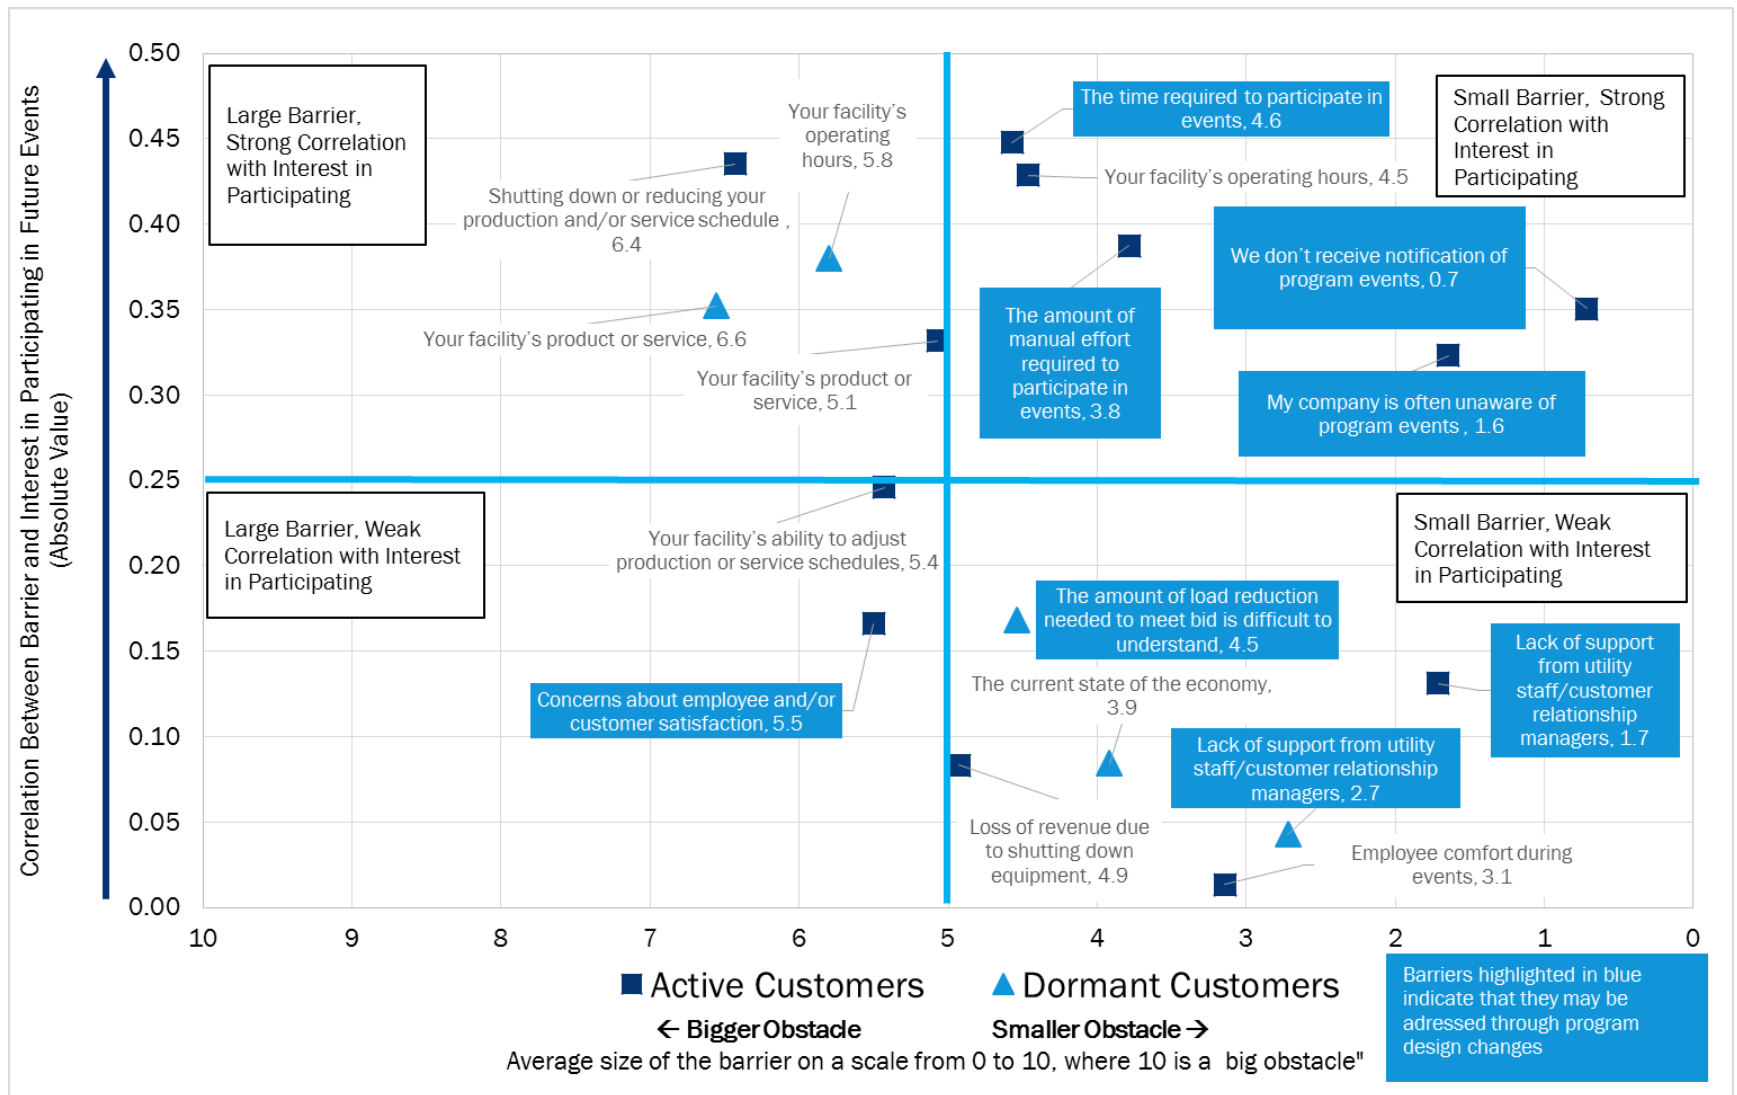 Correlation Between Barrier and Interest in Participating in Future Events
(Absolute Value)
0.50
0.45
0.40
0.35
0.30
0.25
0.20
0.15
0.10
0.05
0.00
Large Barrier,
Strong Correlation
with Interest in
Participating
Your facility's
operating
hours, 5.8
Shutting down or reducing your
production and/or service schedule ,
6.4
Your facility's product or service, 6.6
Your facility's product or
service, 5.1
The time required to participate in
events, 4.6
Your facility's operating hours, 4.5
Small Barrier, Strong
Correlation with
Interest in
Participating
We don't receive notification of
program events, 0.7
The amount of
manual effort
required to
participate in
events, 3.8
My company is often unaware of
program events , 1.6
Large Barrier, Weak
Correlation with Interest
in Participating
Your facility's ability to adjust
production or service schedules, 5.4
Concerns about employee and/or
customer satisfaction, 5.5
Small Barrier, Weak
Correlation with Interest
in Participating
The amount of load reduction
needed to meet bid is difficult to
understand, 4.5
The current state of the economy,
3.9
Lack of support
from utility
staff/customer
relationship
managers, 1.7
Lack of support from utility
staff/customer relationship
managers, 2.7
Loss of revenue due
to shutting down
equipment, 4.9
Employee comfort during
events, 3.1
10 9 8 7 6 5 4 3 2 1 0
Active Customers Dormant Customers
← Bigger Obstacle Smaller Obstacle →
Average size of the barrier on a scale from 0 to 10, where 10 is a big obstacle"
Barriers highlighted in blue
indicate that they may be
adressed through program
design changes